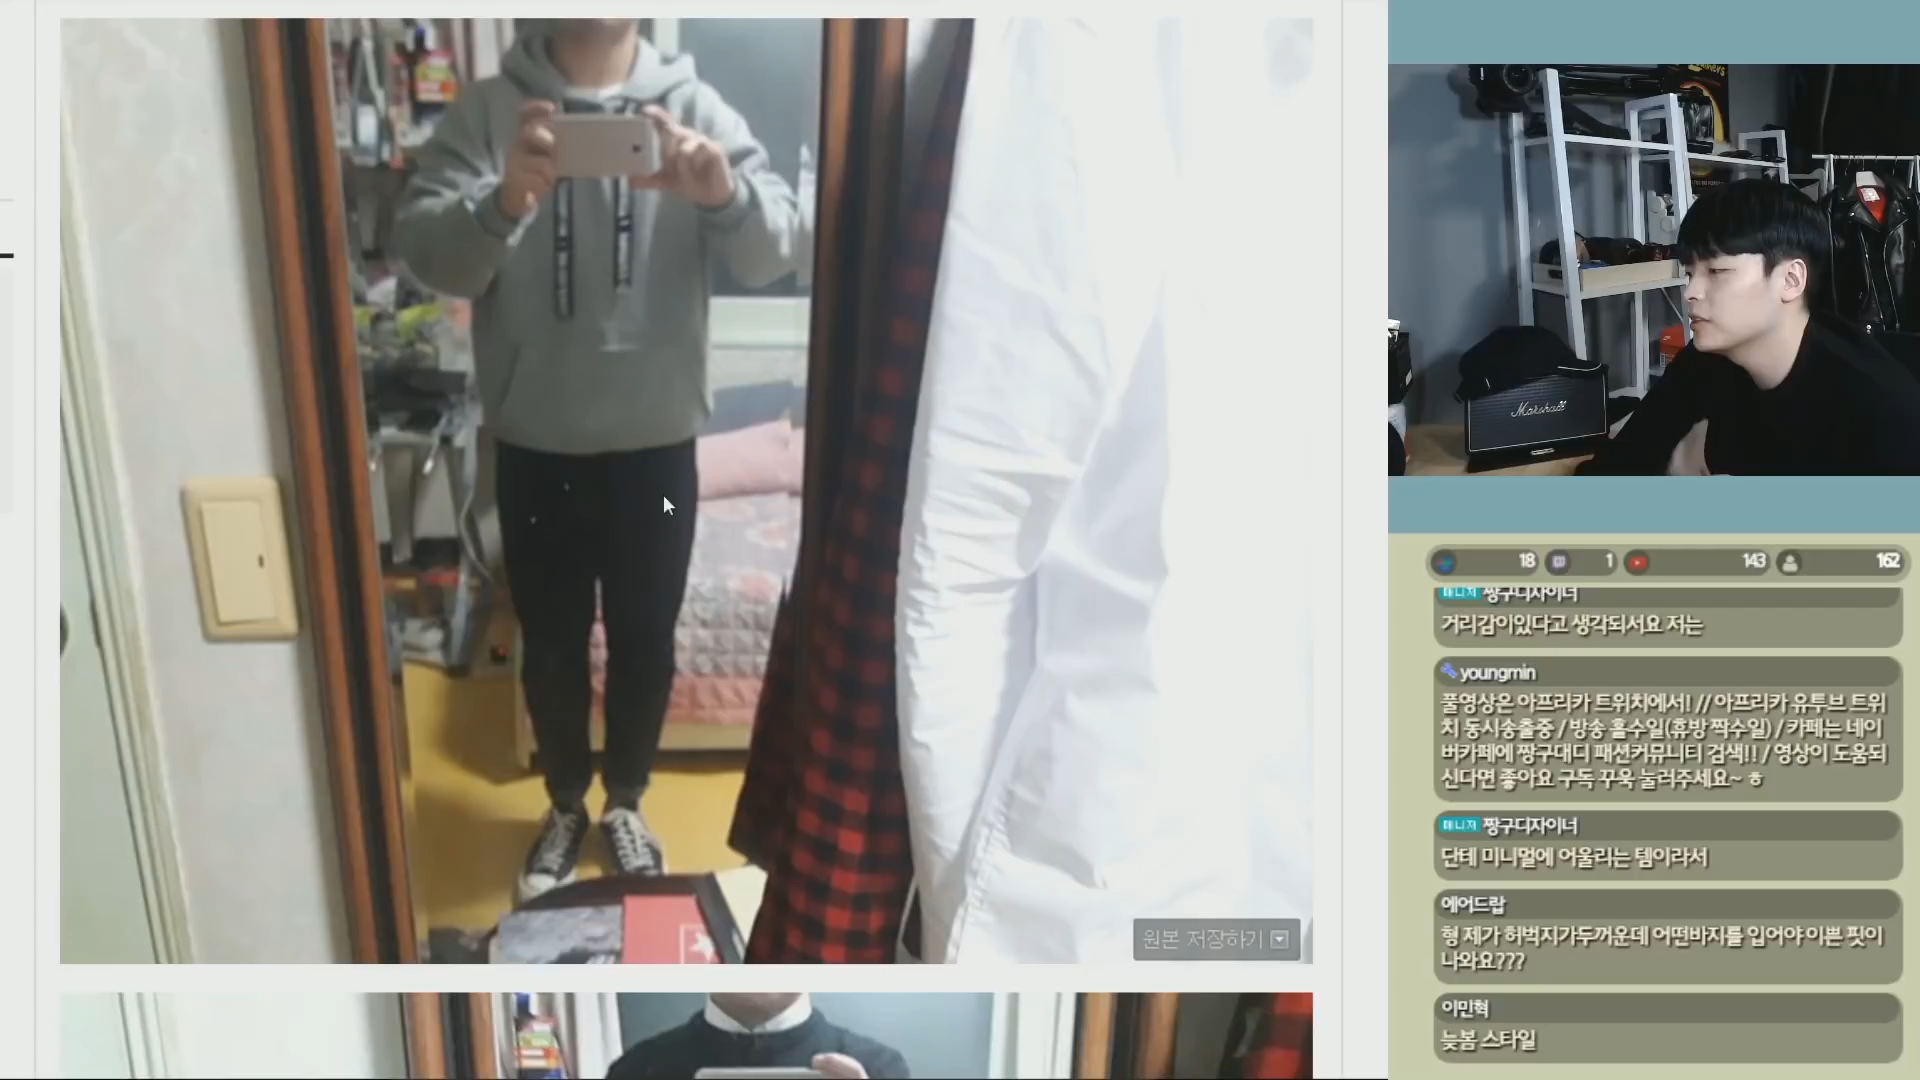 Marshall
원본 저장하기
18
1
143
162
매니저 짱구디자이너
거리감이있다고 생각되서요 저는
youngmin
풀영상은 아프리카 트위치에서! // 아프리카 유투브 트위
치 동시송출중 / 방송 홀수일(휴방 짝수일) / 카페는 네이
버카페에 짱구대디 패션커뮤니티 검색!! / 영상이 도움되
신다면 좋아요 구독 꾸욱 눌러주세요~ ㅎ
매니저 짱구디자이너
단테 미니멀에 어울리는 템이라서
에어드랍
형 제가 허벅지가두꺼운데 어떤바지를 입어야 이쁜 핏이
나와요???
이민혁
늦봄 스타일